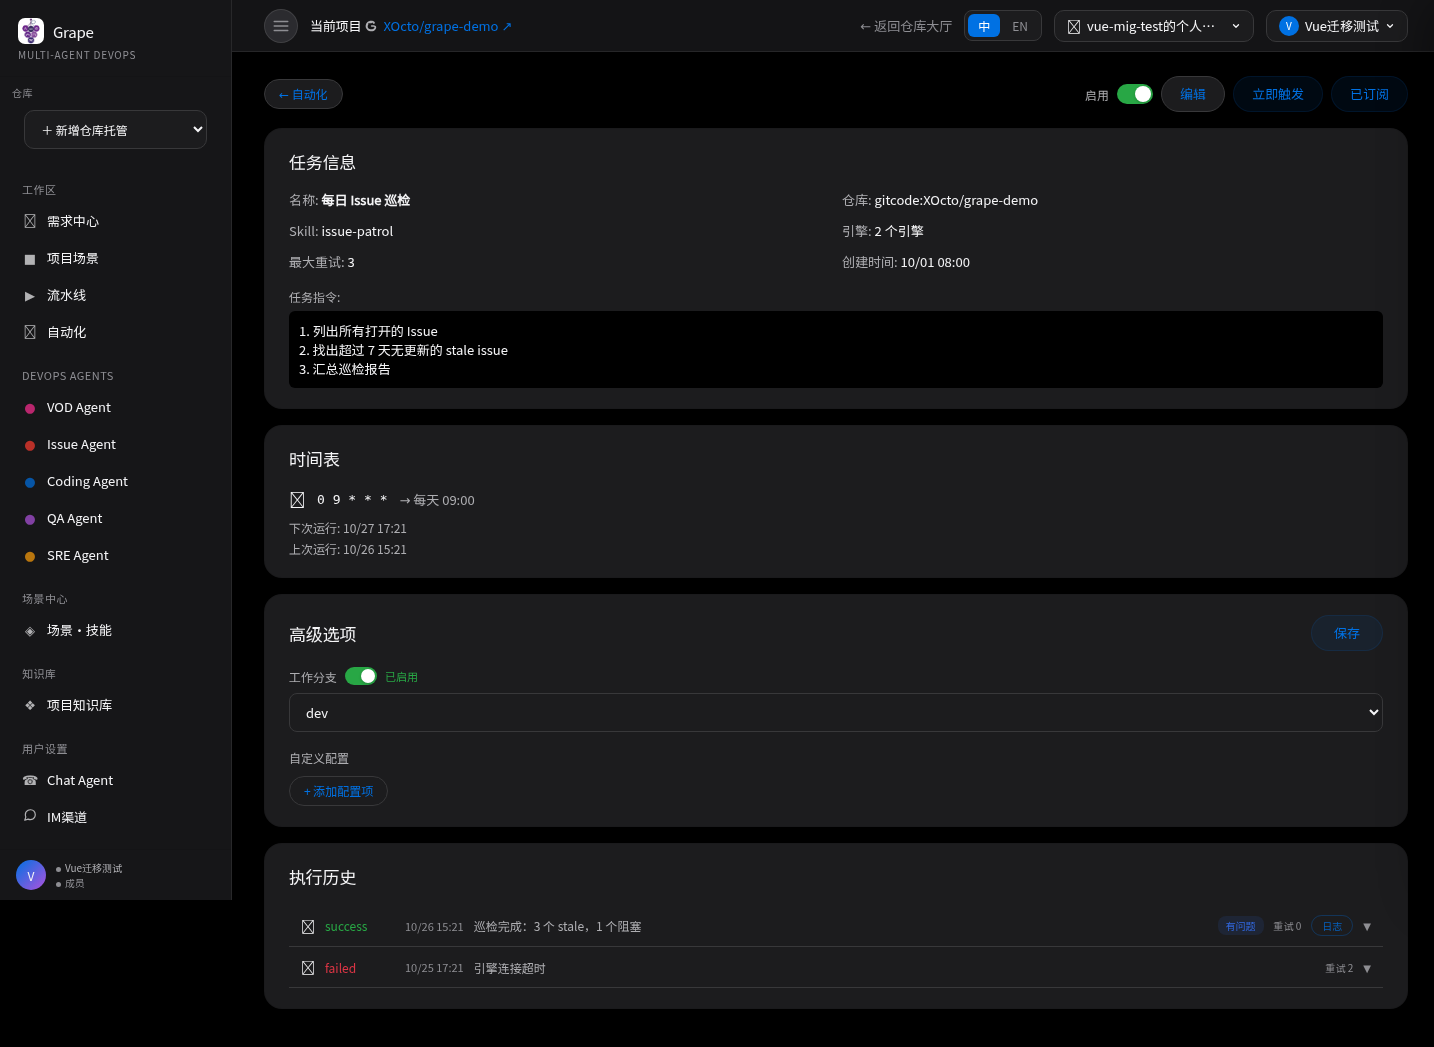 Grape
MULTI-AGENT DEVOPS
仓库
＋ 新增仓库托管
工作区
需求中心
项目场景
流水线
自动化
DEVOPS AGENTS
VOD Agent
Issue Agent
Coding Agent
QA Agent
SRE Agent
场景中心
场景・技能
知识库
项目知识库
用户设置
Chat Agent
IM渠道
V
Vue迁移测试
成员
当前项目 G XOcto/grape-demo ↗
← 返回仓库大厅
中 EN
vue-mig-test的个人…
V Vue迁移测试
← 自动化
启用
编辑
立即触发
已订阅
任务信息
名称: 每日 Issue 巡检
仓库: gitcode:XOcto/grape-demo
Skill: issue-patrol
引擎: 2 个引擎
最大重试: 3
创建时间: 10/01 08:00
任务指令:
1. 列出所有打开的 Issue
2. 找出超过 7 天无更新的 stale issue
3. 汇总巡检报告
时间表
0 9 * * * → 每天 09:00
下次运行: 10/27 17:21
上次运行: 10/26 15:21
高级选项
保存
工作分支 已启用
dev
自定义配置
+ 添加配置项
执行历史
success 10/26 15:21 巡检完成：3 个 stale，1 个阻塞 有问题 重试 0 日志 ▼
failed 10/25 17:21 引擎连接超时 重试 2 ▼